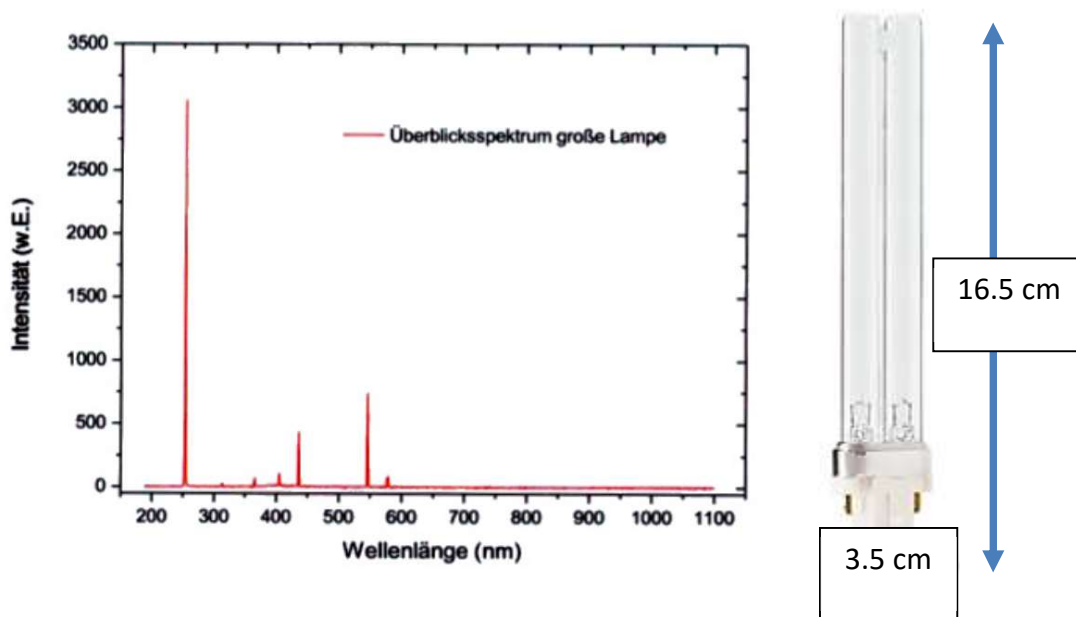 3500
3000
2500
2000
1500
1000
500
0
Intensität (w.E.)
Überblicksspektrum große Lampe
200 300 400 500 600 700 800 900 1000 1100
Wellenlänge (nm)
16.5 cm
3.5 cm